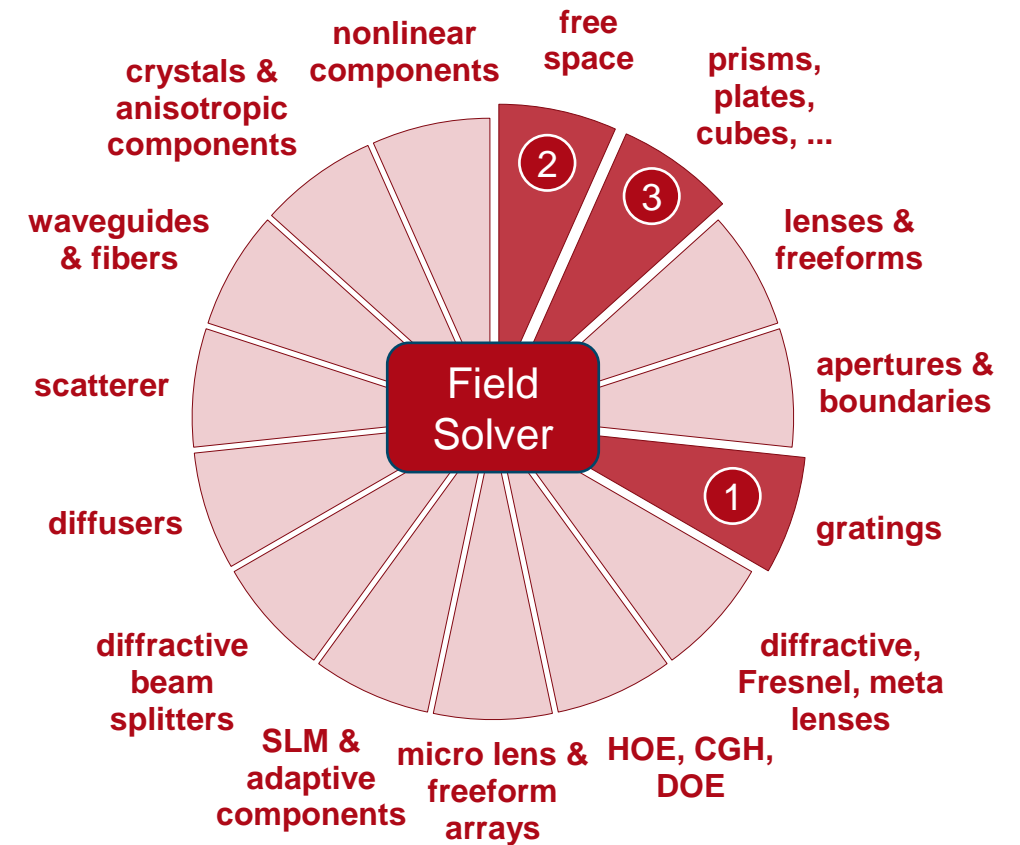 free
space
prisms,
plates,
cubes, ...
lenses &
freeforms
apertures &
boundaries
gratings
diffractive,
Fresnel, meta
lenses
HOE, CGH,
DOE
micro lens &
freeform
arrays
SLM &
adaptive
components
diffractive
beam
splitters
diffusers
scatterer
waveguides
& fibers
crystals &
anisotropic
components
nonlinear
components
2
3
1
Field
Solver